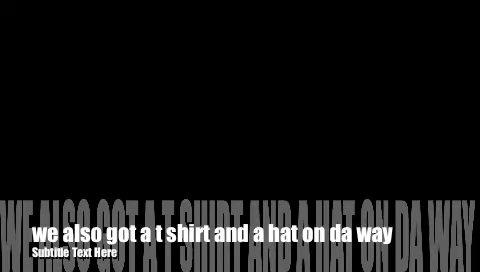 WE ALSO GOT A T SHIRT AND A HAT ON DA WAY
we also got a t shirt and a hat on da way
Subtitle Text Here